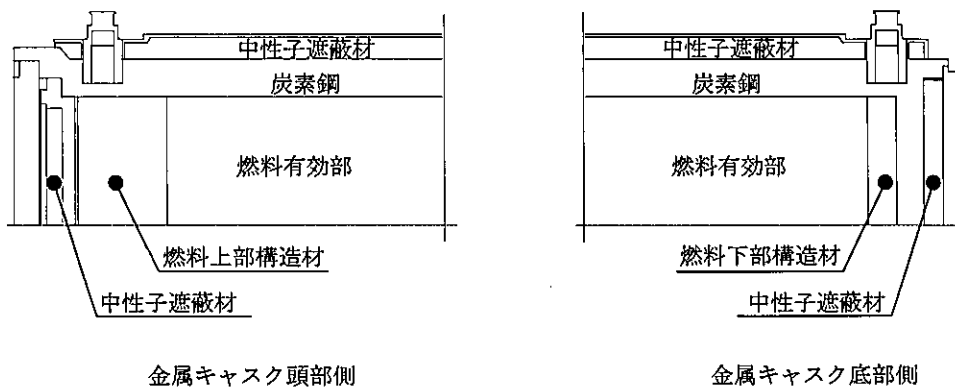 中性子遮蔽材
炭素鋼
燃料有効部
燃料上部構造材
中性子遮蔽材
金属キャスク頭部側
中性子遮蔽材
炭素鋼
燃料有効部
燃料下部構造材
中性子遮蔽材
金属キャスク底部側